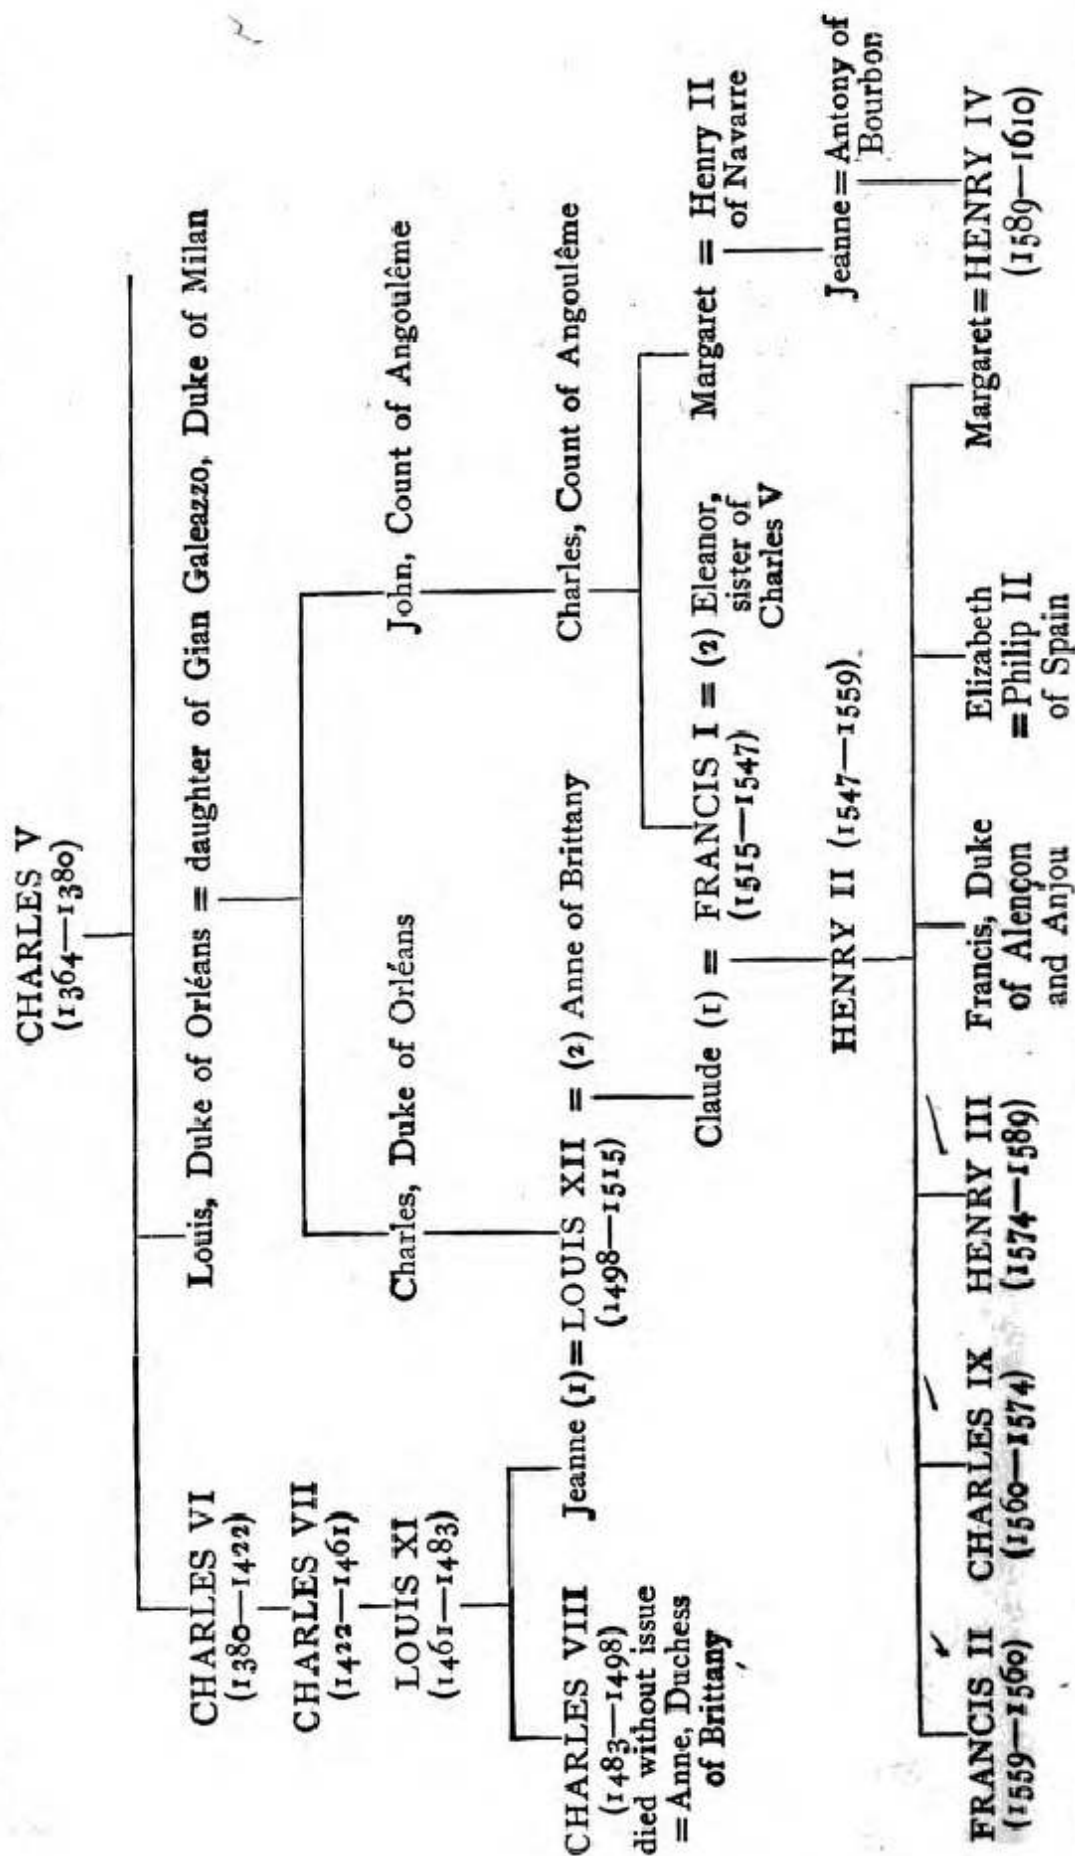 CHARLES V
(1364—1380)
CHARLES VI
(1380—1422)
Louis, Duke of Orléans = daughter of Gian Galeazzo, Duke of Milan
CHARLES VII
(1422—1461)
LOUIS XI
(1461—1483)
Charles, Duke of Orléans
John, Count of Angoulême
CHARLES VIII
(1483—1498)
died without issue
= Anne, Duchess
of Brittany
Jeanne (1) = LOUIS XII = (2) Anne of Brittany
(1498—1515)
Charles, Count of Angoulême
Claude (1) = FRANCIS I = (2) Eleanor,
(1515—1547)
sister of
Charles V
Margaret = Henry II
of Navarre
HENRY II (1547—1559)
Jeanne = Antony of
Bourbon
FRANCIS II
(1559—1560)
CHARLES IX
(1560—1574)
HENRY III
(1574—1589)
Francis, Duke
of Alençon
and Anjou
Elizabeth
= Philip II
of Spain
Margaret = HENRY IV
(1589—1610)